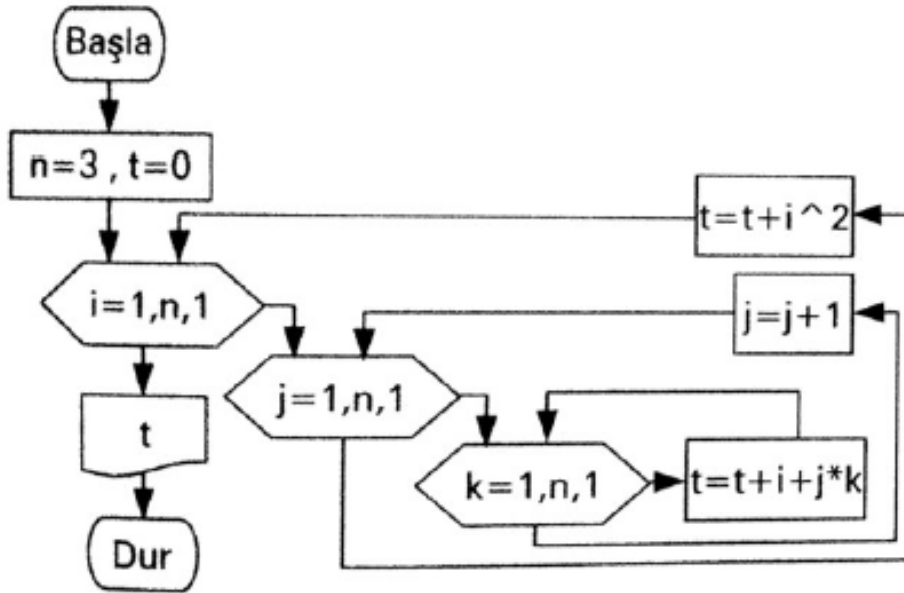 Başla
n=3 , t=0
t=t+i^2
i=1,n,1
j=j+1
j=1,n,1
t
k=1,n,1
t=t+i+j*k
Dur